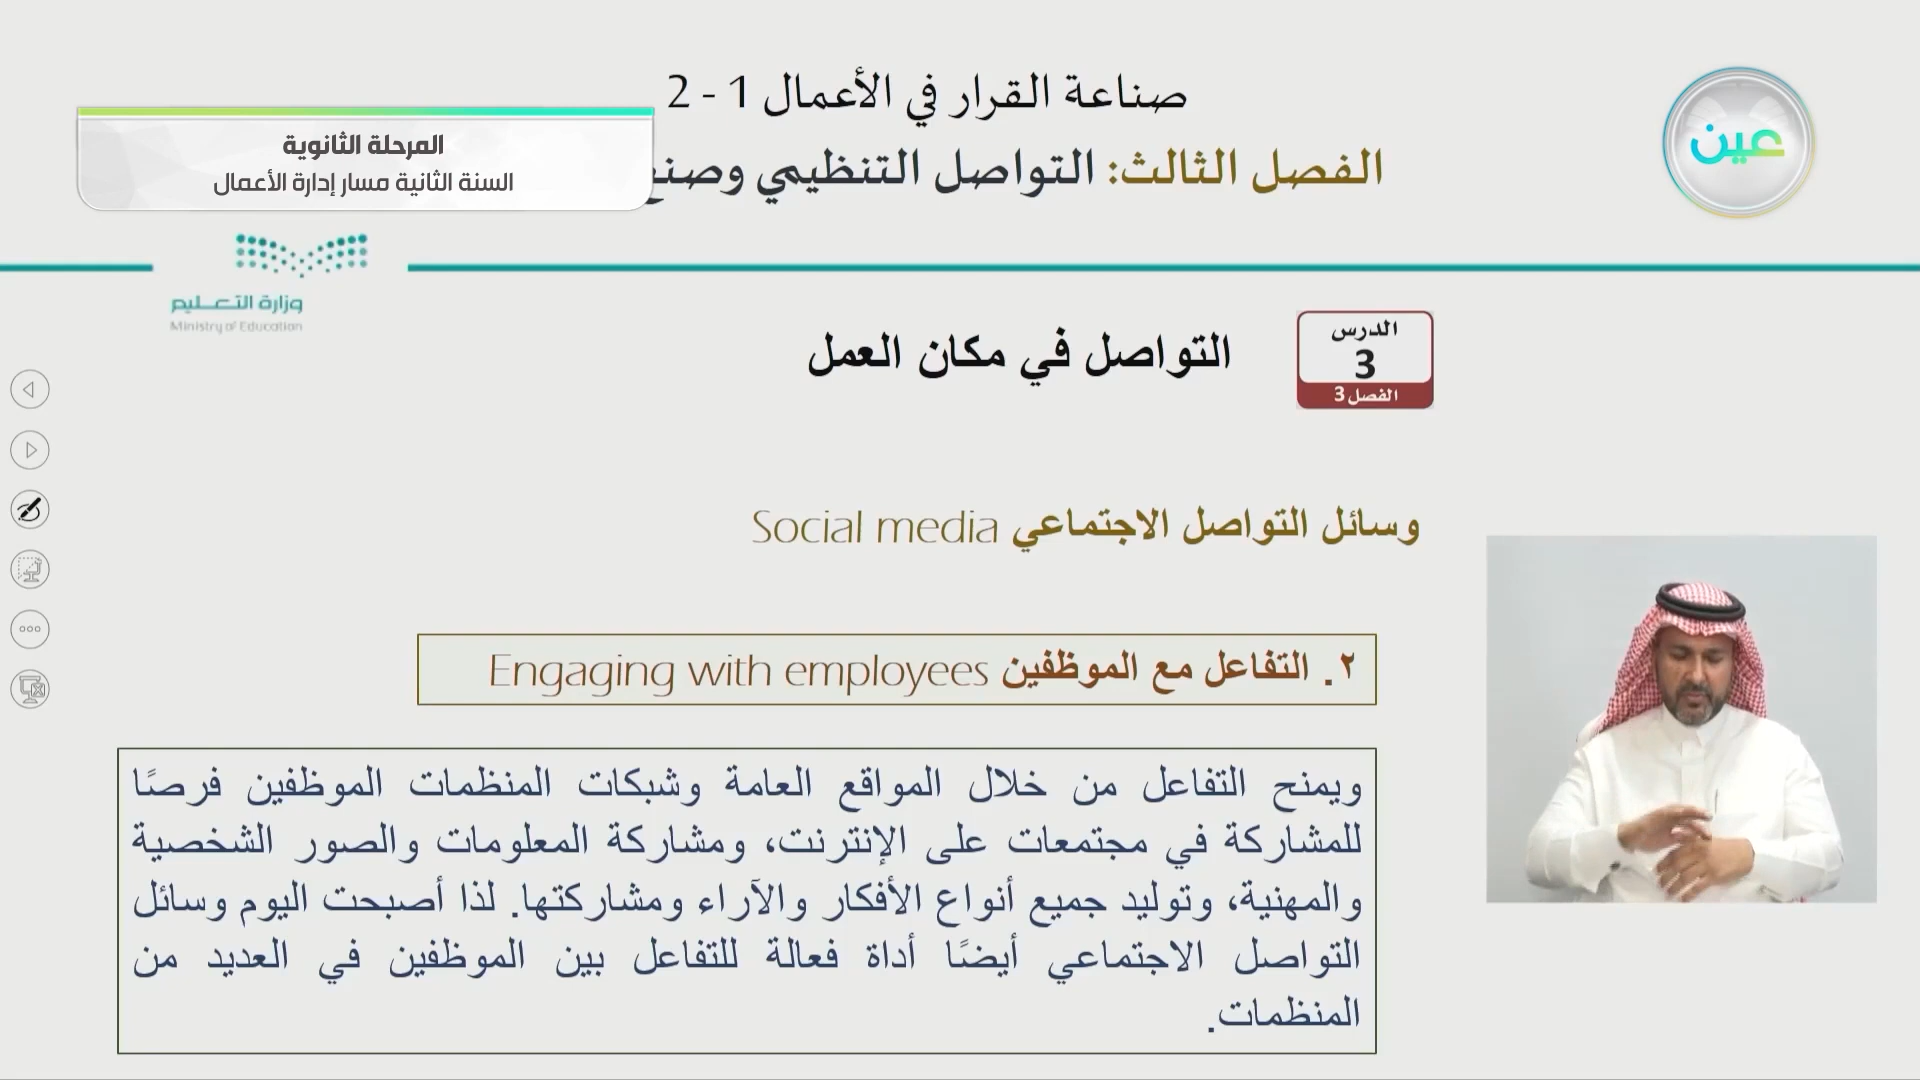 صناعة القرار في الأعمال 1 - 2
الفصل الثالث: التواصل التنظيمي
المرحلة الثانوية
السنة الثانية مسار إدارة الأعمال
عين
وزارة التعليم
Ministry of Education
الدرس
3
الفصل 3
التواصل في مكان العمل
وسائل التواصل الاجتماعي Social media
٢. التفاعل مع الموظفين Engaging with employees
ويمنح التفاعل من خلال المواقع العامة وشبكات المنظمات الموظفين فرصًا
للمشاركة في مجتمعات على الإنترنت، ومشاركة المعلومات والصور الشخصية
والمهنية، وتوليد جميع أنواع الأفكار والآراء ومشاركتها. لذا أصبحت اليوم وسائل
التواصل الاجتماعي أيضًا أداة فعالة للتفاعل بين الموظفين في العديد من
المنظمات.